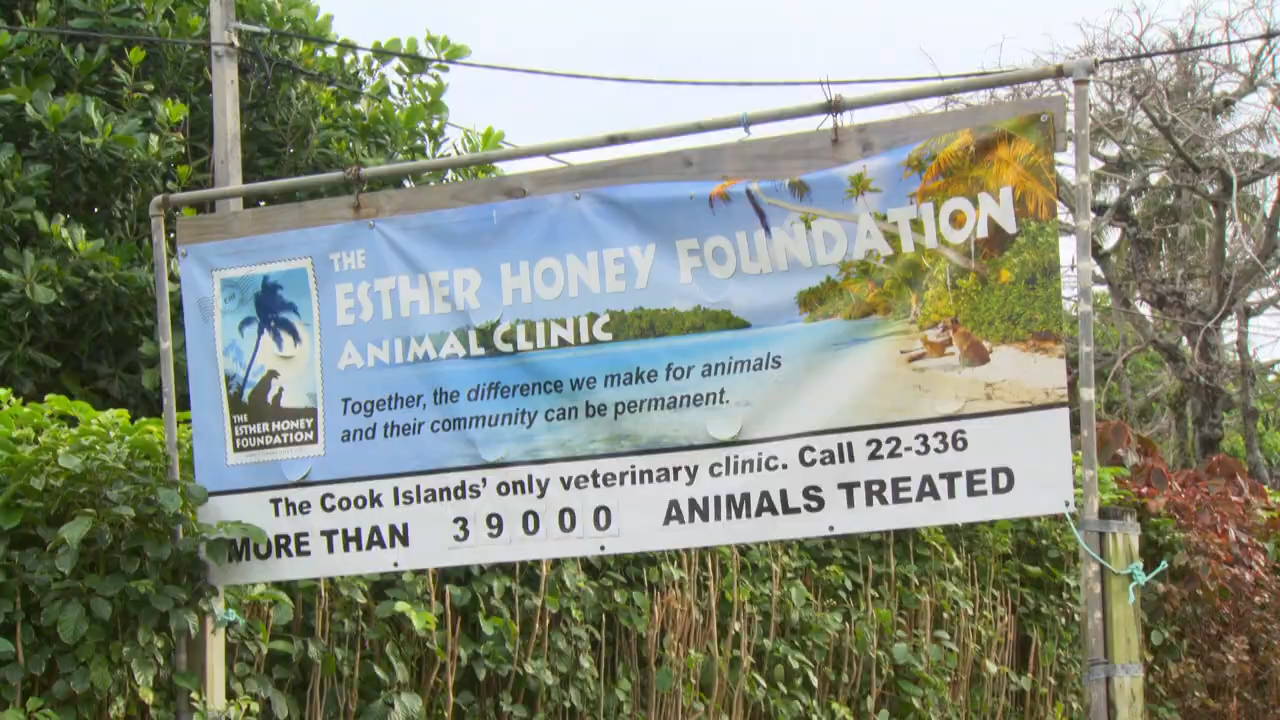 THE
ESTHER HONEY FOUNDATION
ANIMAL CLINIC
Together, the difference we make for animals
and their community can be permanent.
THE
ESTHER HONEY
FOUNDATION
The Cook Islands' only veterinary clinic. Call 22-336
MORE THAN 39000 ANIMALS TREATED